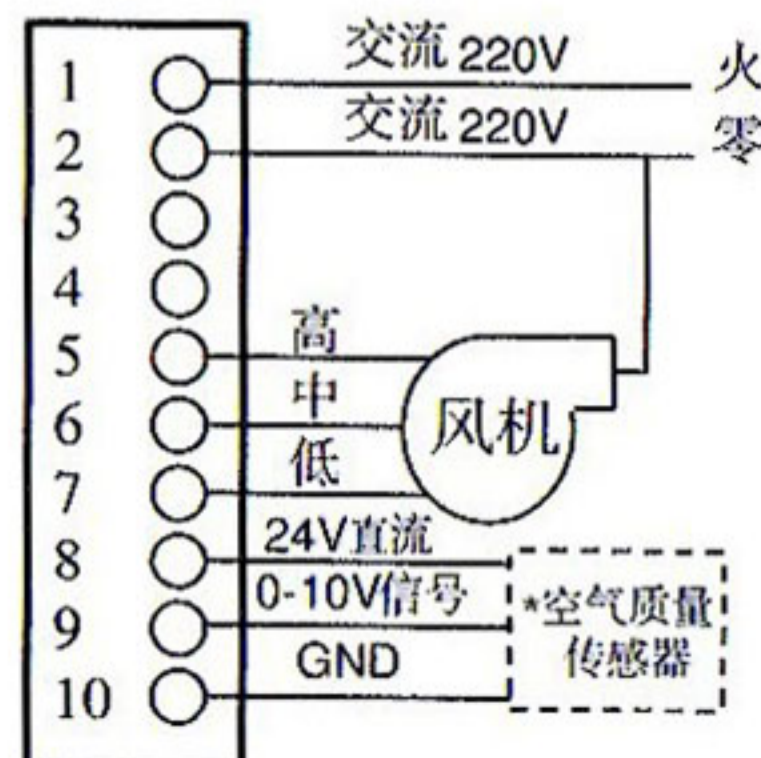 1 交流 220V 火
2 交流 220V 零
3
4
5 高
6 中
7 低
风机
8 24V直流
9 0-10V信号
10 GND
*空气质量
传感器